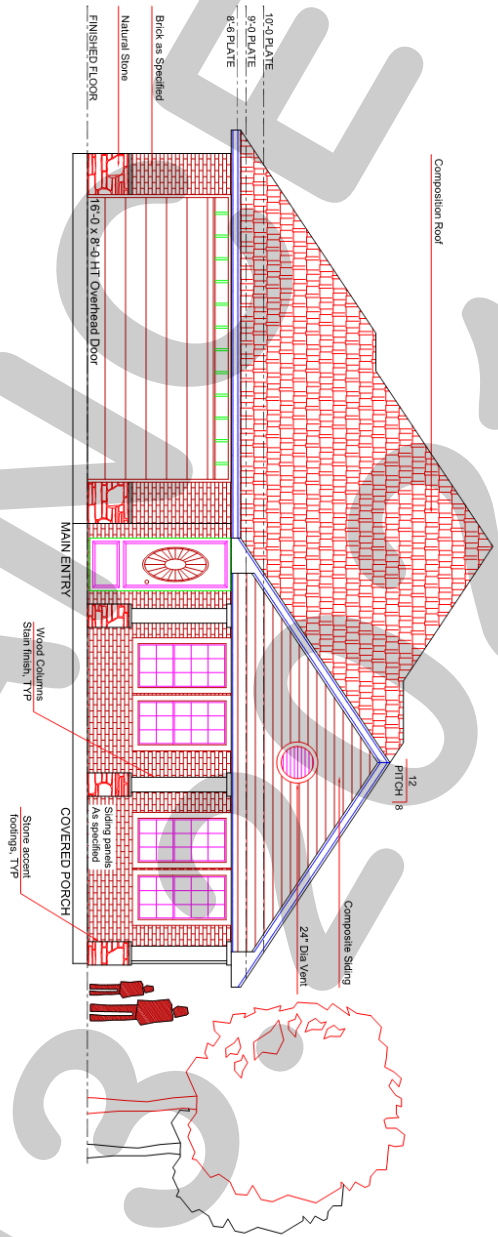 10'-0 PLATE
9'-0 PLATE
8'-6 PLATE
Brick as Specified
Natural Stone
FINISHED FLOOR
Composition Roof
16'-0 x 8'-0 HT Overhead Door
MAIN ENTRY
12
PITCH
8
Wood Columns
Stain finish, TYP
COVERED PORCH
Siding panels
As specified
Stone accent
footings, TYP
Composite Siding
24" Dia Vent